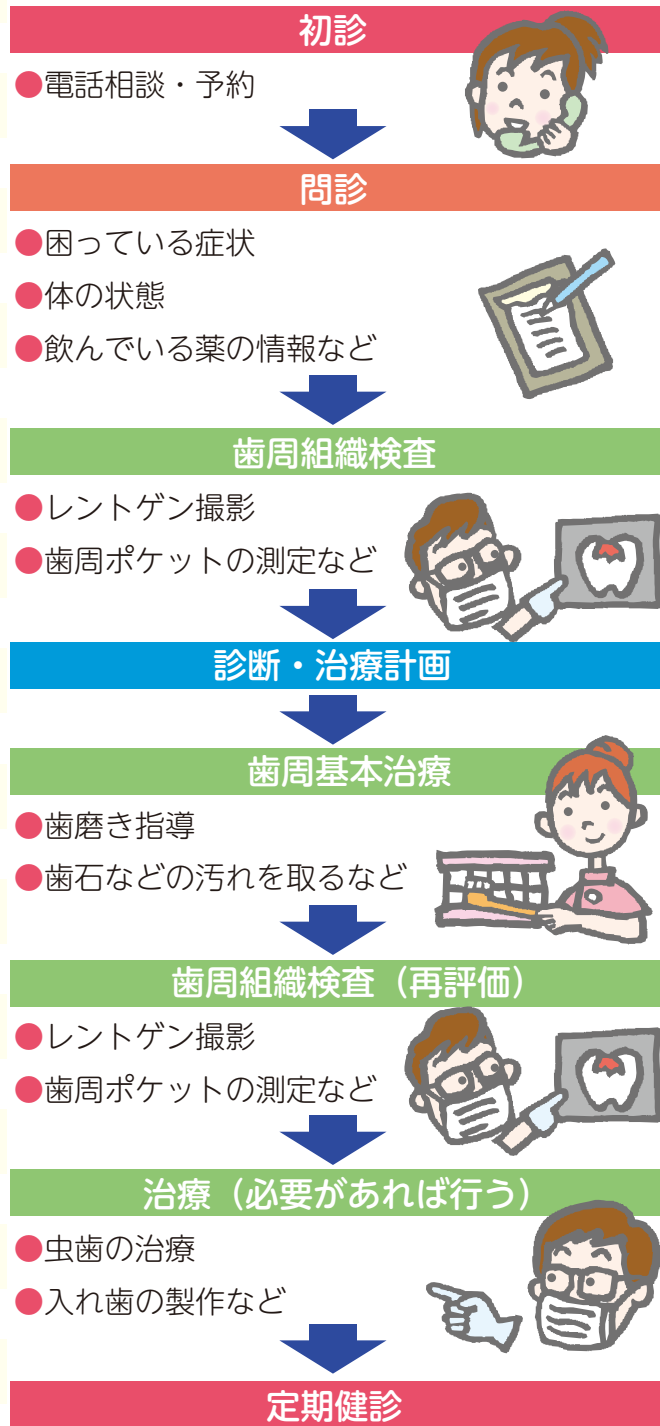 初診
●電話相談・予約
問診
●困っている症状
●体の状態
●飲んでいる薬の情報など
歯周組織検査
●レントゲン撮影
●歯周ポケットの測定など
診断・治療計画
歯周基本治療
●歯磨き指導
●歯石などの汚れを取るなど
歯周組織検査（再評価）
●レントゲン撮影
●歯周ポケットの測定など
治療（必要があれば行う）
●虫歯の治療
●入れ歯の製作など
定期健診